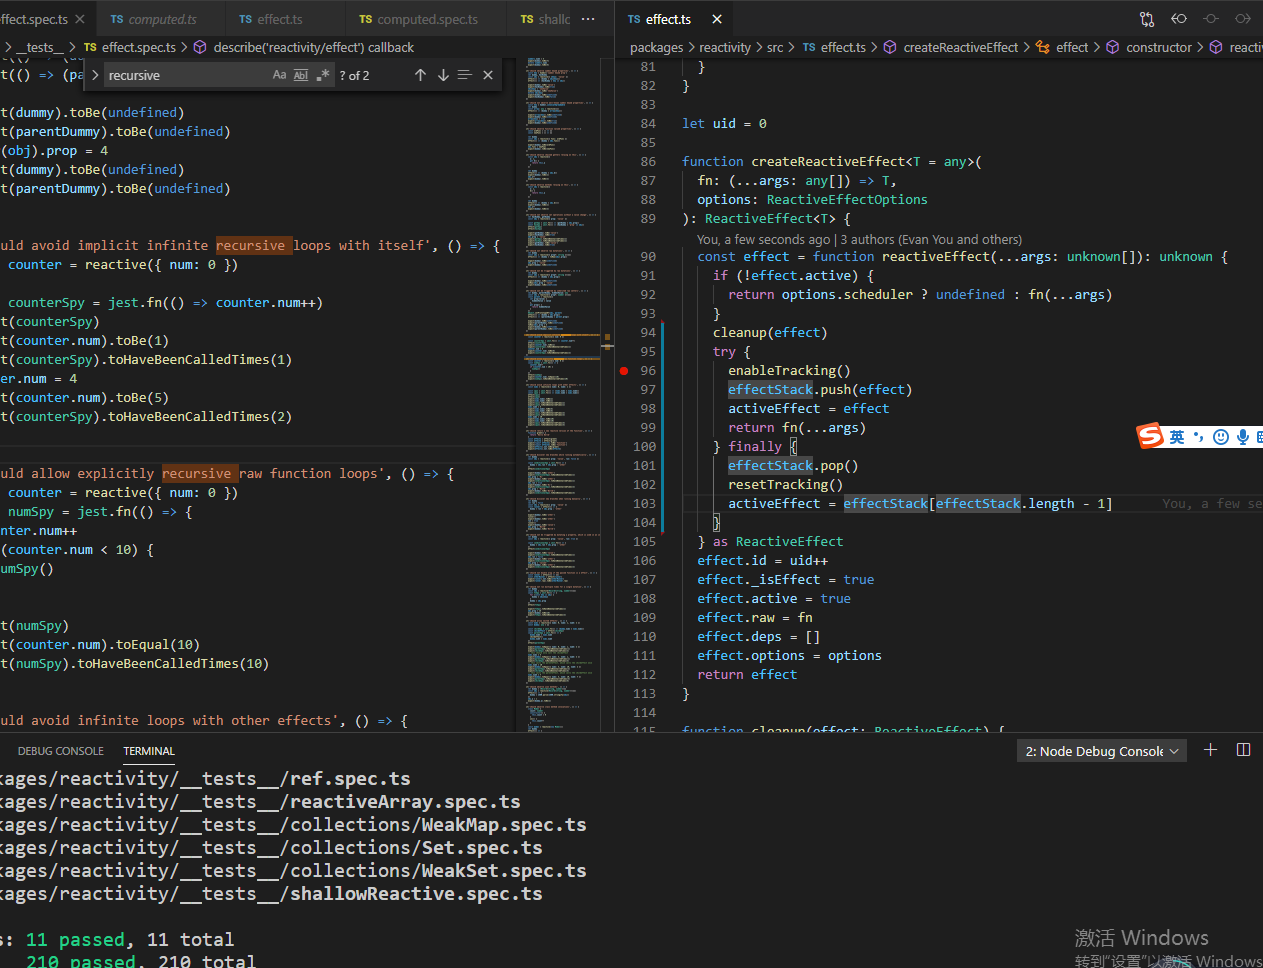 effect.spec.ts
computed.ts
TS effect.ts
TS computed.spec.ts
TS shallo
...
> __tests__ > TS effect.spec.ts > describe('reactivity/effect') callback
recursive
Aa Abl .* ? of 2
t(() => (pa
t(dummy).toBe(undefined)
t(parentDummy).toBe(undefined)
(obj).prop = 4
t(dummy).toBe(undefined)
t(parentDummy).toBe(undefined)
uld avoid implicit infinite recursive loops with itself', () => {
counter = reactive({ num: 0 })
counterSpy = jest.fn(() => counter.num++)
t(counterSpy)
t(counter.num).toBe(1)
t(counterSpy).toHaveBeenCalledTimes(1)
er.num = 4
t(counter.num).toBe(5)
t(counterSpy).toHaveBeenCalledTimes(2)
uld allow explicitly recursive raw function loops', () => {
counter = reactive({ num: 0 })
numSpy = jest.fn(() => {
nter.num++
(counter.num < 10) {
umSpy()
t(numSpy)
t(counter.num).toEqual(10)
t(numSpy).toHaveBeenCalledTimes(10)
uld avoid infinite loops with other effects', () => {
TS effect.ts
packages > reactivity > src > TS effect.ts > createReactiveEffect > effect > constructor > reacti
81 }
82 }
83
84 let uid = 0
85
86 function createReactiveEffect<T = any>(
87 fn: (...args: any[]) => T,
88 options: ReactiveEffectOptions
89 ): ReactiveEffect<T> {
You, a few seconds ago | 3 authors (Evan You and others)
90 const effect = function reactiveEffect(...args: unknown[]): unknown {
91 if (!effect.active) {
92 return options.scheduler ? undefined : fn(...args)
93 }
94 cleanup(effect)
95 try {
96 enableTracking()
97 effectStack.push(effect)
98 activeEffect = effect
99 return fn(...args)
100 } finally {
101 effectStack.pop()
102 resetTracking()
103 activeEffect = effectStack[effectStack.length - 1] You, a few se
104 }
105 } as ReactiveEffect
106 effect.id = uid++
107 effect._isEffect = true
108 effect.active = true
109 effect.raw = fn
110 effect.deps = []
111 effect.options = options
112 return effect
113 }
114
115 function cleanup(effect: ReactiveEffect) {
英
DEBUG CONSOLE TERMINAL
2: Node Debug Console
kages/reactivity/__tests__/ref.spec.ts
kages/reactivity/__tests__/reactiveArray.spec.ts
kages/reactivity/__tests__/collections/WeakMap.spec.ts
kages/reactivity/__tests__/collections/Set.spec.ts
kages/reactivity/__tests__/collections/WeakSet.spec.ts
kages/reactivity/__tests__/shallowReactive.spec.ts
s: 11 passed, 11 total
210 passed, 210 total
激活 Windows
转到"设置"以激活 Windows